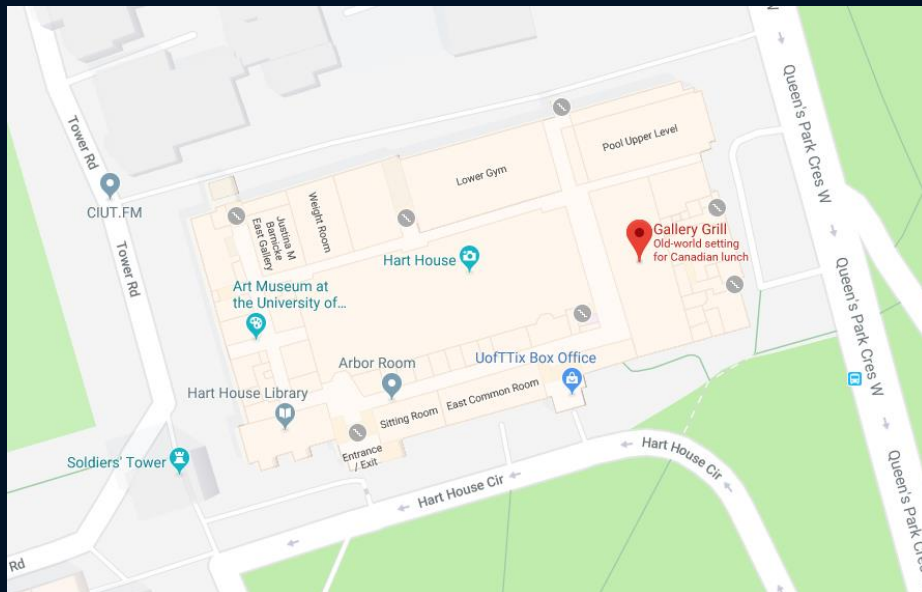 Tower Rd
CIUT.FM
Tower Rd
Queen's Park Cres W
Pool Upper Level
Lower Gym
Weight Room
Justina M
Barnicke
East Gallery
Gallery Grill
Old-world setting
for Canadian lunch
Hart House
Art Museum at
the University of...
Queen's Park Cres W
UofTTix Box Office
Arbor Room
Hart House Library
East Common Room
Sitting Room
Entrance
/ Exit
Soldiers' Tower
Hart House Cir
Hart House Cir
Queen's Park Cres
Rd